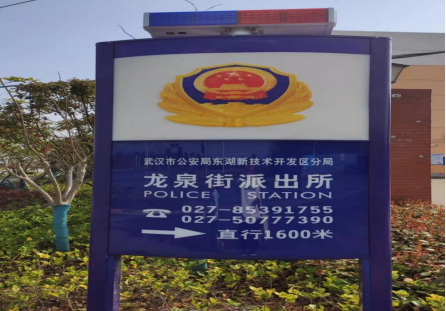 武汉市公安局东湖新技术开发区分局
龙泉街派出所
POLICE STATION
☎ 027-85391755
027-50777390
→ 直行1600米